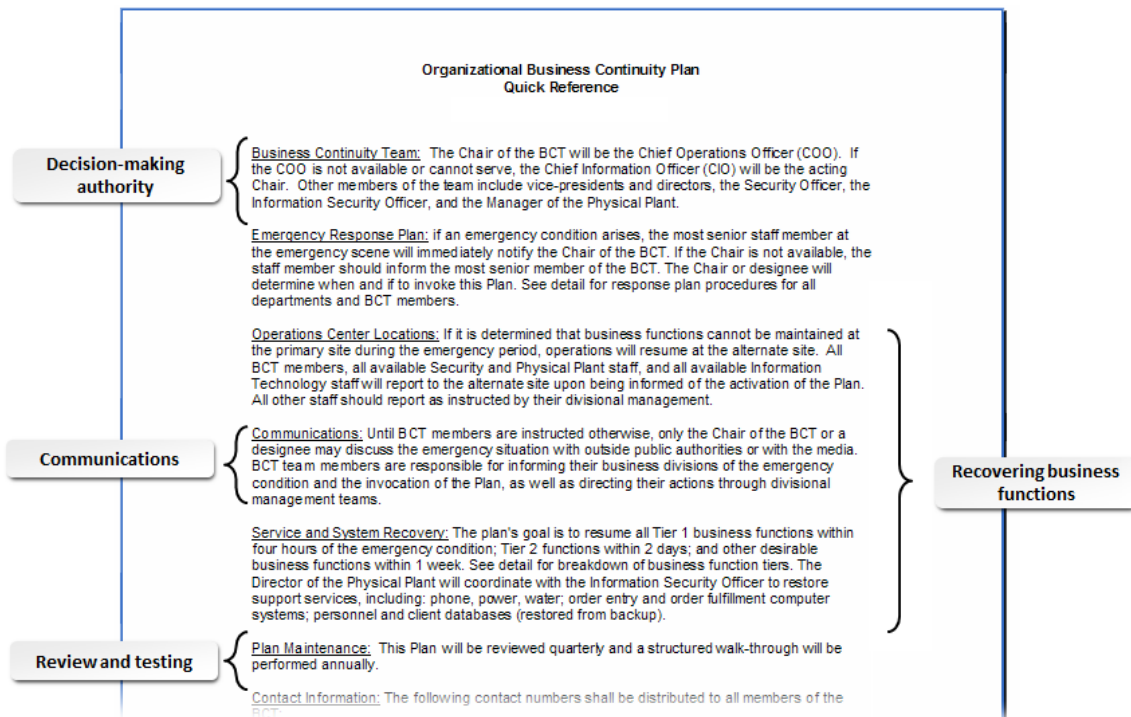 Organizational Business Continuity Plan
Quick Reference
Decision-making
authority
Business Continuity Team: The Chair of the BCT will be the Chief Operations Officer (COO). If
the COO is not available or cannot serve, the Chief Information Officer (CIO) will be the acting
Chair. Other members of the team include vice-presidents and directors, the Security Officer, the
Information Security Officer, and the Manager of the Physical Plant.
Emergency Response Plan: if an emergency condition arises, the most senior staff member at
the emergency scene will immediately notify the Chair of the BCT. If the Chair is not available, the
staff member should inform the most senior member of the BCT. The Chair or designee will
determine when and if to invoke this Plan. See detail for response plan procedures for all
departments and BCT members.
Operations Center Locations: If it is determined that business functions cannot be maintained at
the primary site during the emergency period, operations will resume at the alternate site. All
BCT members, all available Security and Physical Plant staff, and all available Information
Technology staff will report to the alternate site upon being informed of the activation of the Plan.
All other staff should report as instructed by their divisional management.
Communications
Communications: Until BCT members are instructed otherwise, only the Chair of the BCT or a
designee may discuss the emergency situation with outside public authorities or with the media.
BCT team members are responsible for informing their business divisions of the emergency
condition and the invocation of the Plan, as well as directing their actions through divisional
management teams.
Recovering business
functions
Service and System Recovery: The plan's goal is to resume all Tier 1 business functions within
four hours of the emergency condition; Tier 2 functions within 2 days; and other desirable
business functions within 1 week. See detail for breakdown of business function tiers. The
Director of the Physical Plant will coordinate with the Information Security Officer to restore
support services, including: phone, power, water; order entry and order fulfillment computer
systems; personnel and client databases (restored from backup).
Review and testing
Plan Maintenance: This Plan will be reviewed quarterly and a structured walk-through will be
performed annually.
Contact Information: The following contact numbers shall be distributed to all members of the
BCT: